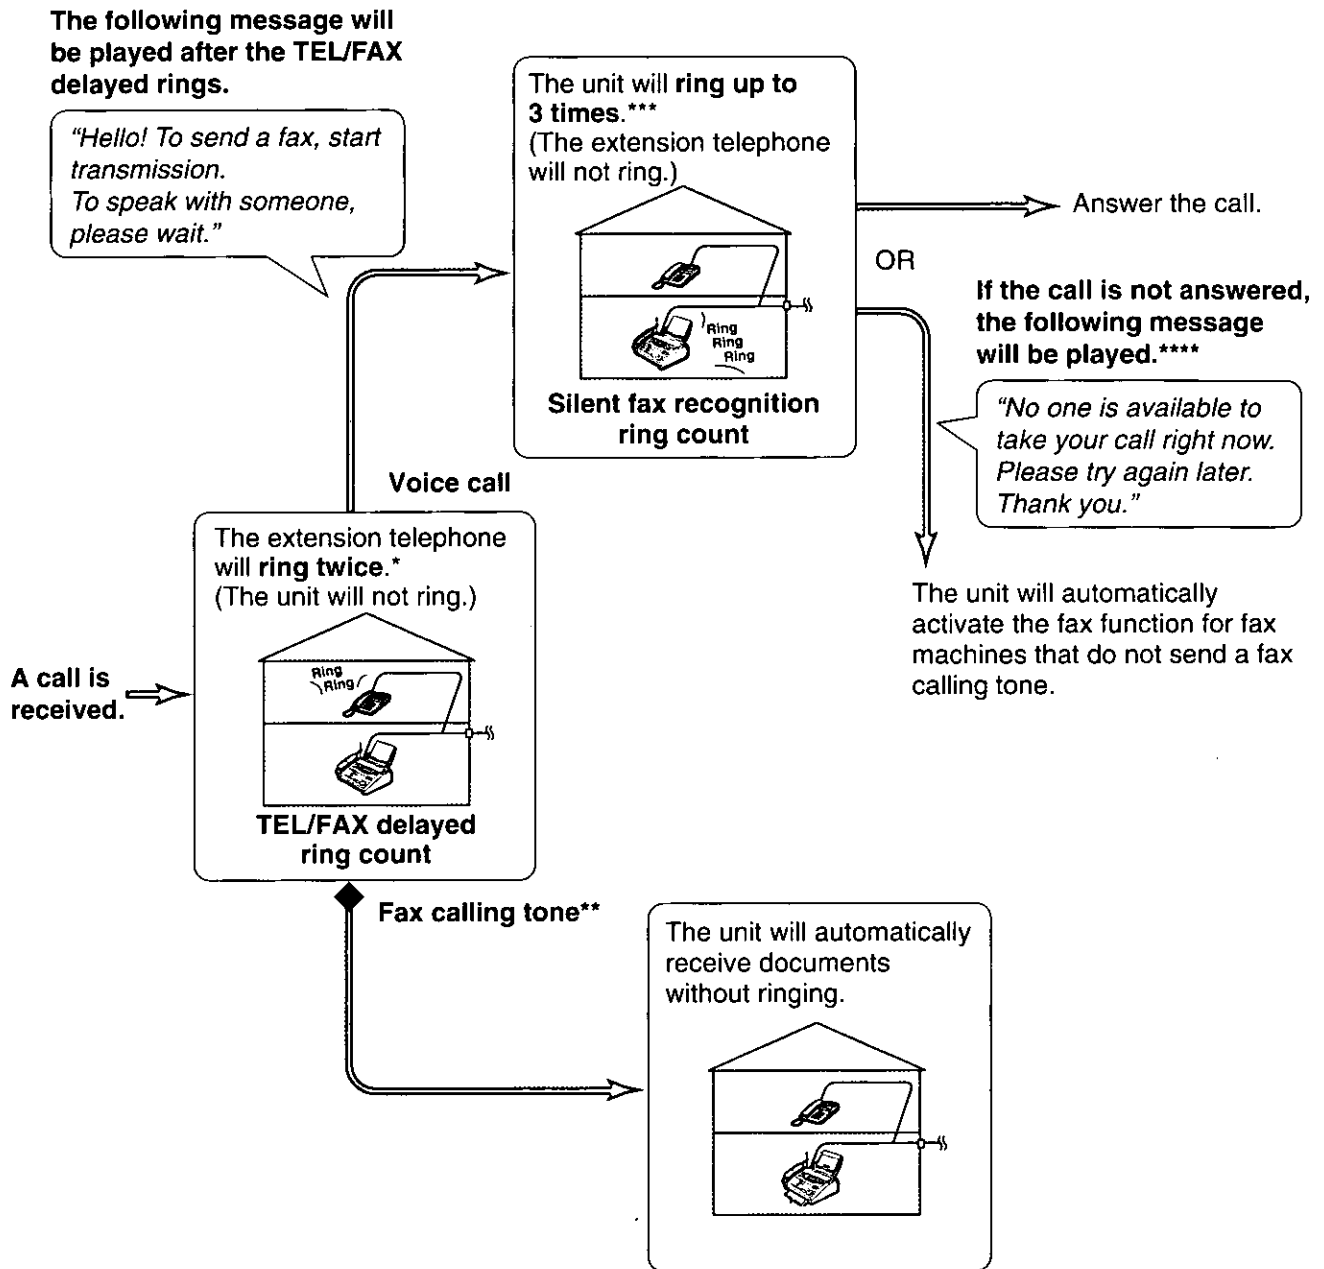 The following message will
be played after the TEL/FAX
delayed rings.
"Hello! To send a fax, start
transmission.
To speak with someone,
please wait."
The unit will ring up to
3 times.***
(The extension telephone
will not ring.)
Ring
Ring
Ring
Silent fax recognition
ring count
Answer the call.
OR
If the call is not answered,
the following message
will be played.****
"No one is available to
take your call right now.
Please try again later.
Thank you."
The unit will automatically
activate the fax function for fax
machines that do not send a fax
calling tone.
Voice call
The extension telephone
will ring twice.*
(The unit will not ring.)
Ring
Ring
TEL/FAX delayed
ring count
A call is
received.
Fax calling tone**
The unit will automatically
receive documents
without ringing.